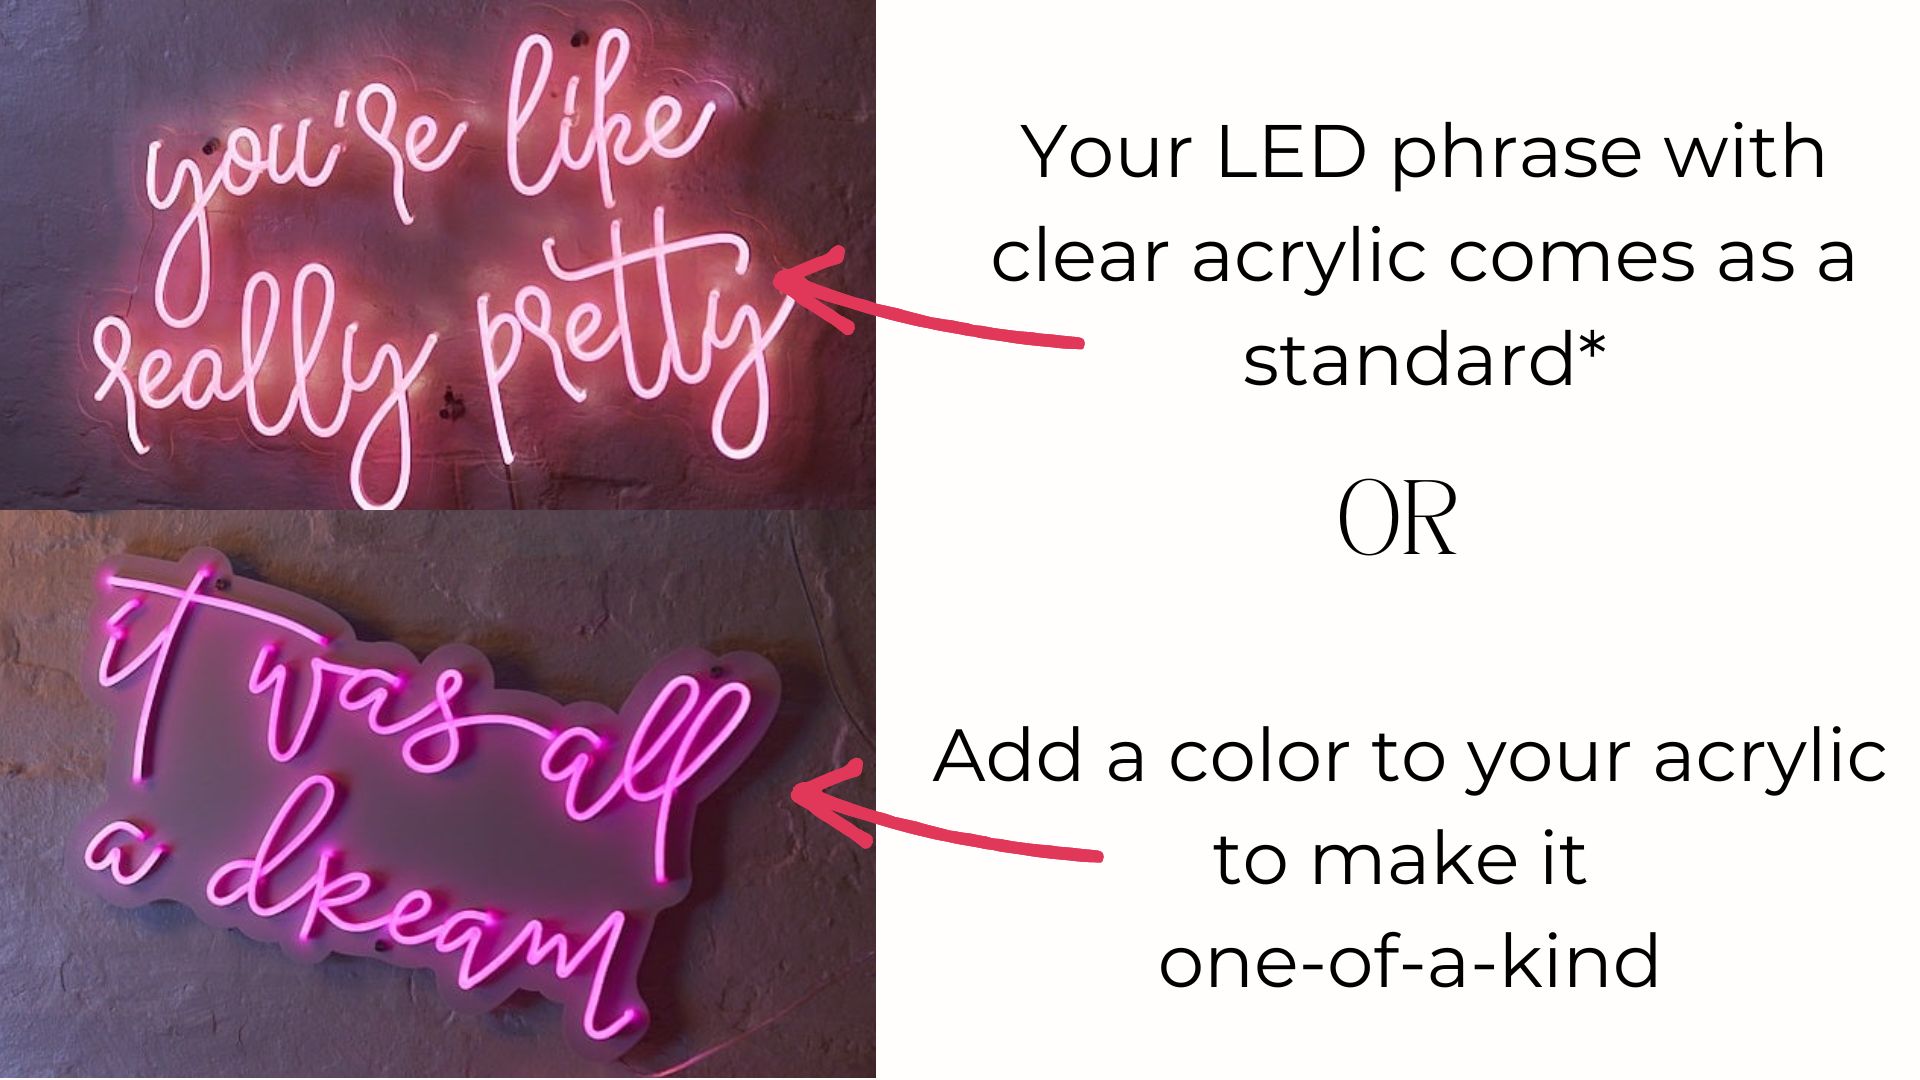 you're like
really pretty
Your LED phrase with
clear acrylic comes as a
standard*
OR
it was all
a dream
Add a color to your acrylic
to make it
one-of-a-kind